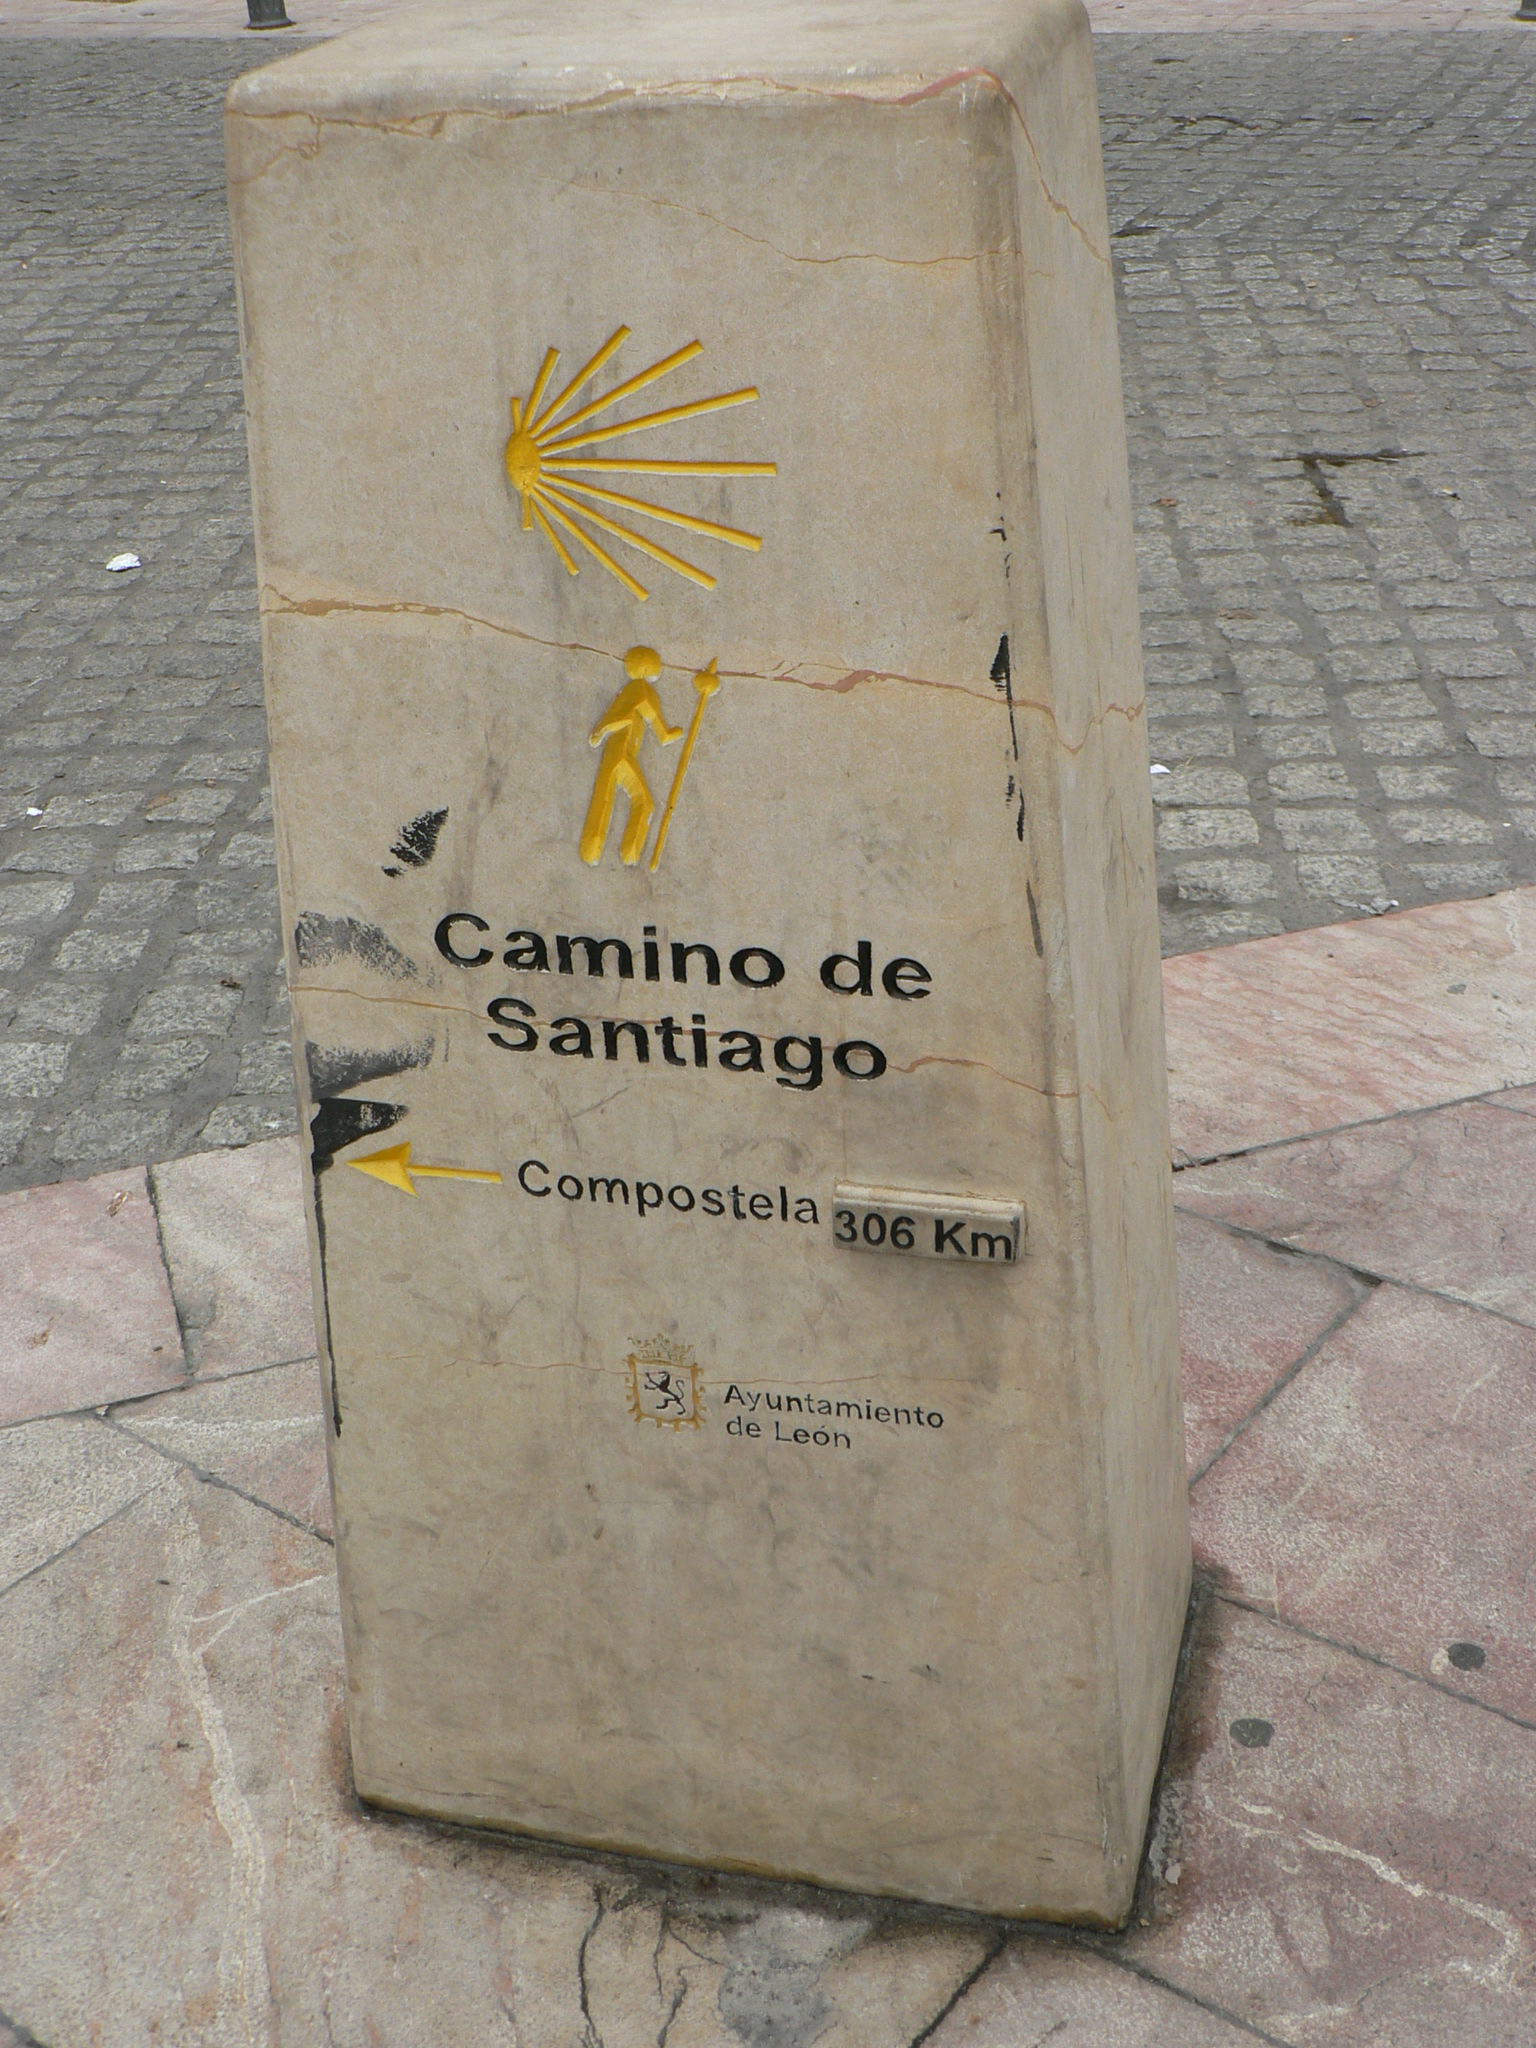 Camino de
Santiago
Compostela 306 Km
Ayuntamiento
de León